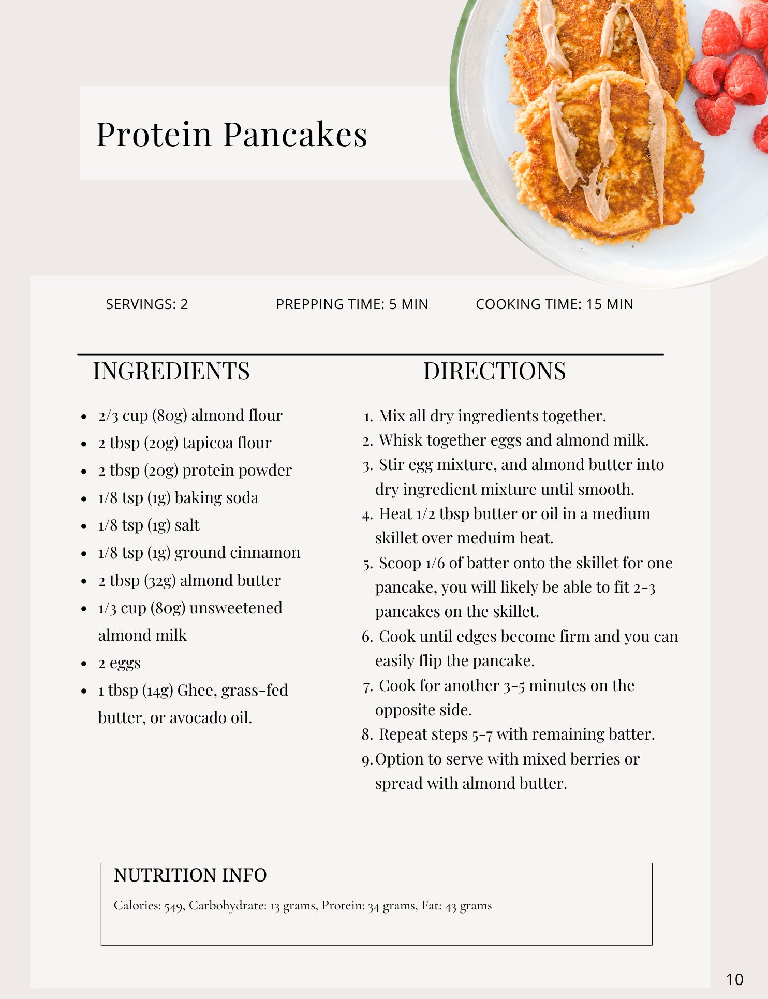 Protein Pancakes
SERVINGS: 2
PREPPING TIME: 5 MIN
COOKING TIME: 15 MIN
INGREDIENTS
• 2/3 cup (80g) almond flour
• 2 tbsp (20g) tapicoa flour
• 2 tbsp (20g) protein powder
• 1/8 tsp (1g) baking soda
• 1/8 tsp (1g) salt
• 1/8 tsp (1g) ground cinnamon
• 2 tbsp (32g) almond butter
• 1/3 cup (80g) unsweetened
almond milk
• 2 eggs
• 1 tbsp (14g) Ghee, grass-fed
butter, or avocado oil.
DIRECTIONS
1. Mix all dry ingredients together.
2. Whisk together eggs and almond milk.
3. Stir egg mixture, and almond butter into
dry ingredient mixture until smooth.
4. Heat 1/2 tbsp butter or oil in a medium
skillet over meduim heat.
5. Scoop 1/6 of batter onto the skillet for one
pancake, you will likely be able to fit 2-3
pancakes on the skillet.
6. Cook until edges become firm and you can
easily flip the pancake.
7. Cook for another 3-5 minutes on the
opposite side.
8. Repeat steps 5-7 with remaining batter.
9. Option to serve with mixed berries or
spread with almond butter.
NUTRITION INFO
Calories: 549, Carbohydrate: 13 grams, Protein: 34 grams, Fat: 43 grams
10